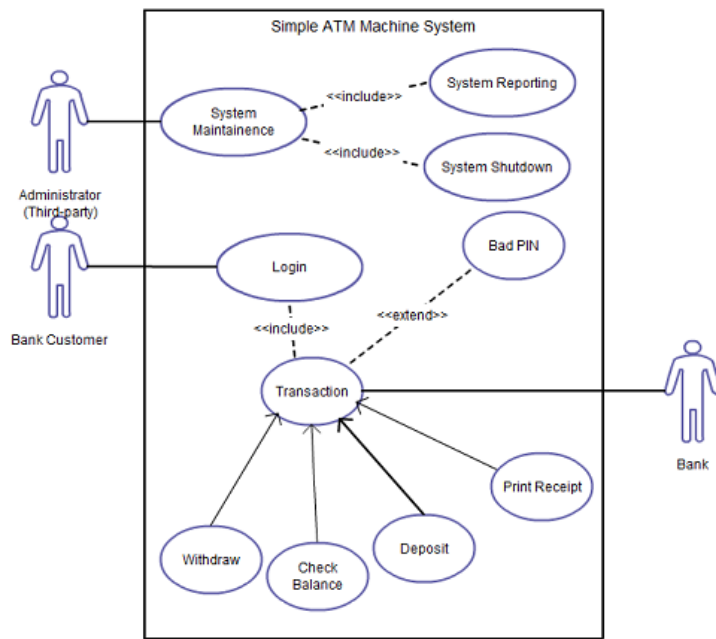 Simple ATM Machine System
System Reporting
<<include>>
System
Maintainence
<<include>>
System Shutdown
Administrator
(Third-party)
Bad PIN
Login
Bank Customer
<<include>>
<<extend>>
Transaction
Bank
Print Receipt
Withdraw
Check
Balance
Deposit